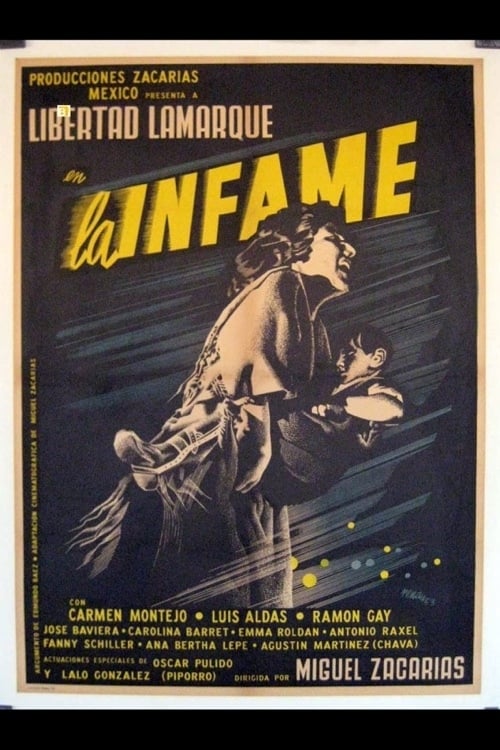 PRODUCCIONES ZACARIAS
MEXICO PRESENTA A
LIBERTAD LAMARQUE
en
la INFAME
ARGUMENTO DE EDMUNDO BAEZ • ADAPTACION CINEMATOGRAFICA DE MIGUEL ZACARIAS
CON
CARMEN MONTEJO • LUIS ALDAS • RAMON GAY
JOSE BAVIERA • CAROLINA BARRET • EMMA ROLDAN • ANTONIO RAXEL
FANNY SCHILLER • ANA BERTHA LEPE • AGUSTIN MARTINEZ (CHAVA)
ACTUACIONES ESPECIALES DE OSCAR PULIDO
Y LALO GONZALEZ (PIPORRO) DIRIGIDA POR MIGUEL ZACARIAS